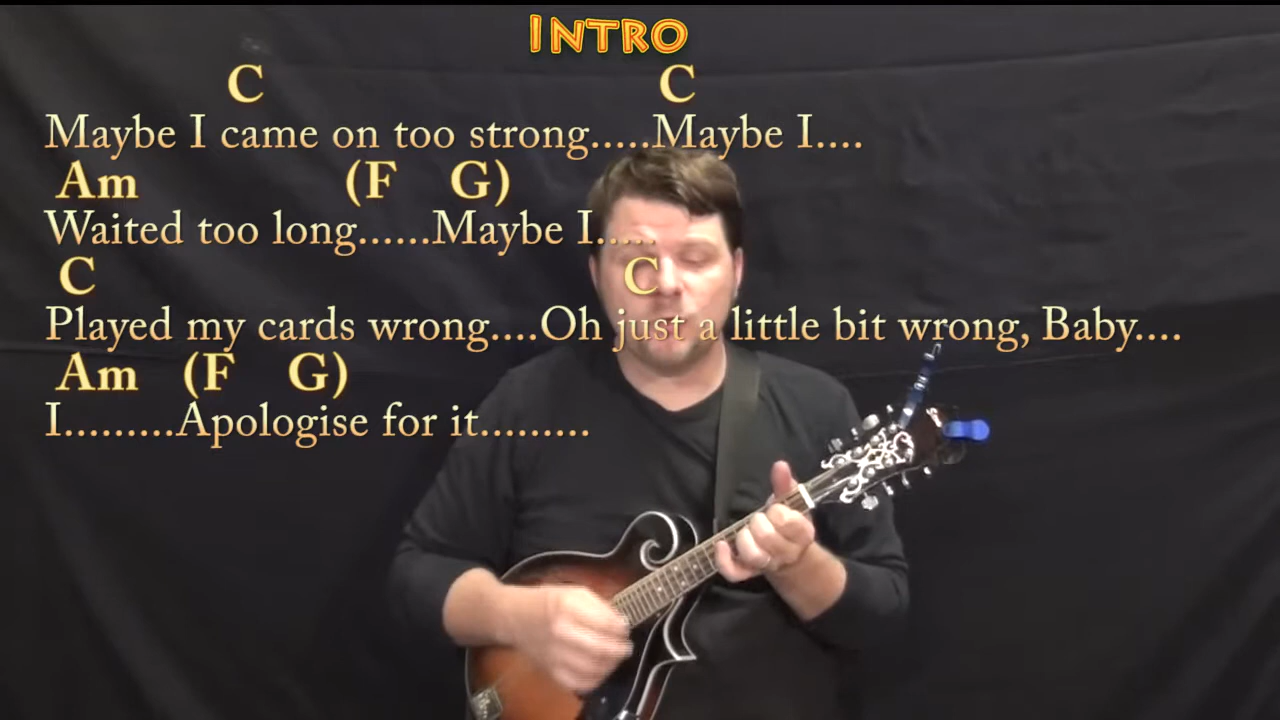 INTRO
C C
Maybe I came on too strong.....Maybe I....
Am (F G)
Waited too long......Maybe I.....
C C
Played my cards wrong....Oh just a little bit wrong, Baby....
Am (F G)
I.........Apologise for it.........